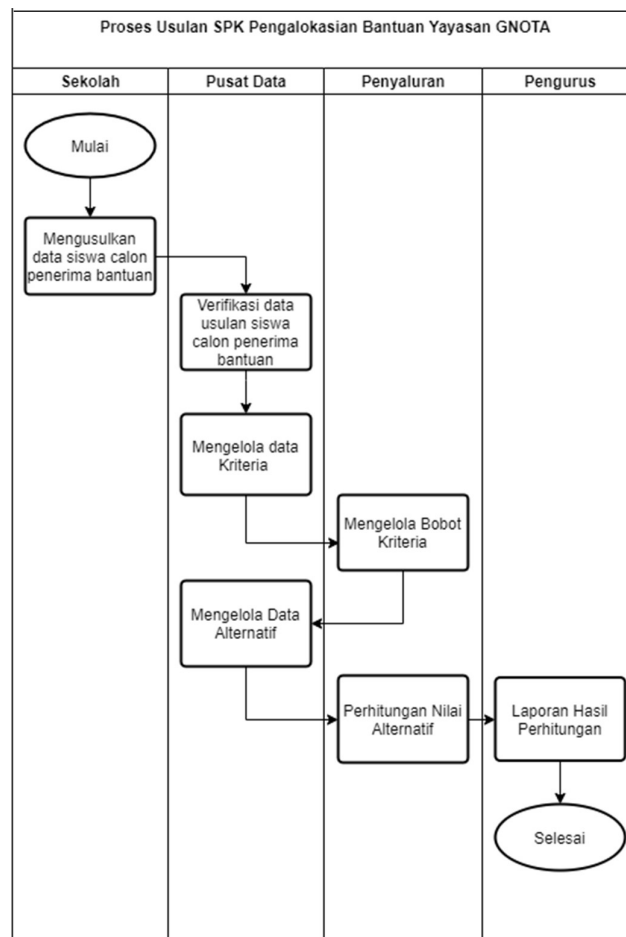 Proses Usulan SPK Pengalokasian Bantuan Yayasan GNOTA
Sekolah
Pusat Data
Penyaluran
Pengurus
Mulai
Mengusulkan
data siswa calon
penerima bantuan
Verifikasi data
usulan siswa
calon penerima
bantuan
Mengelola data
Kriteria
Mengelola Bobot
Kriteria
Mengelola Data
Alternatif
Perhitungan Nilai
Alternatif
Laporan Hasil
Perhitungan
Selesai